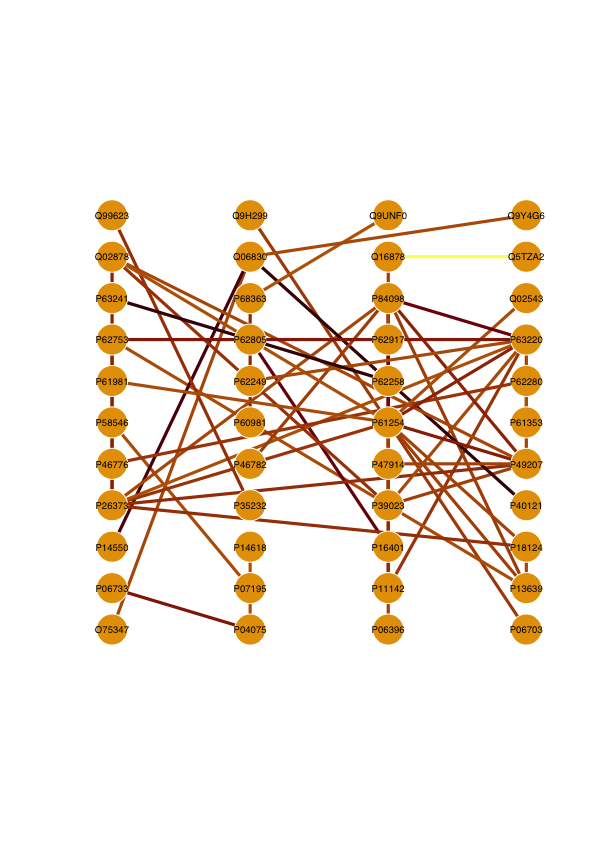 Q99623 Q9H299 Q9UNF0 Q9Y4G6
Q02878 Q06830 Q16878 Q5TZA2
P63241 P68363 P84098 Q02543
P62753 P62805 P62917 P63220
P61981 P62249 P62258 P62280
P58546 P60981 P61254 P61353
P46776 P46782 P47914 P49207
P26373 P35232 P39023 P40121
P14550 P14618 P16401 P18124
P06733 P07195 P11142 P13639
O75347 P04075 P06396 P06703